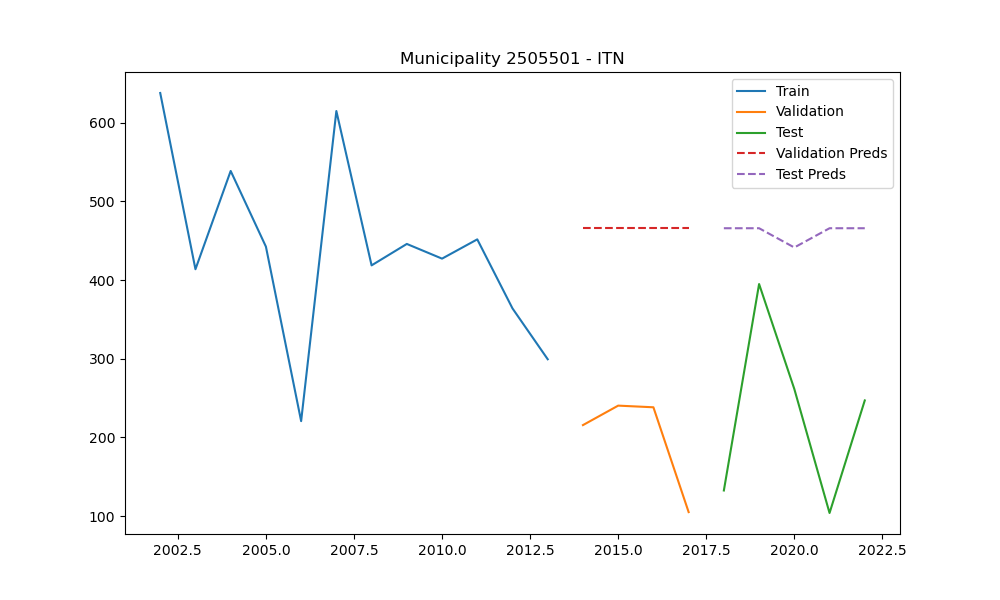 Municipality 2505501 - ITN
Train
Validation
Test
Validation Preds
Test Preds
600
500
400
300
200
100
2002.5 2005.0 2007.5 2010.0 2012.5 2015.0 2017.5 2020.0 2022.5